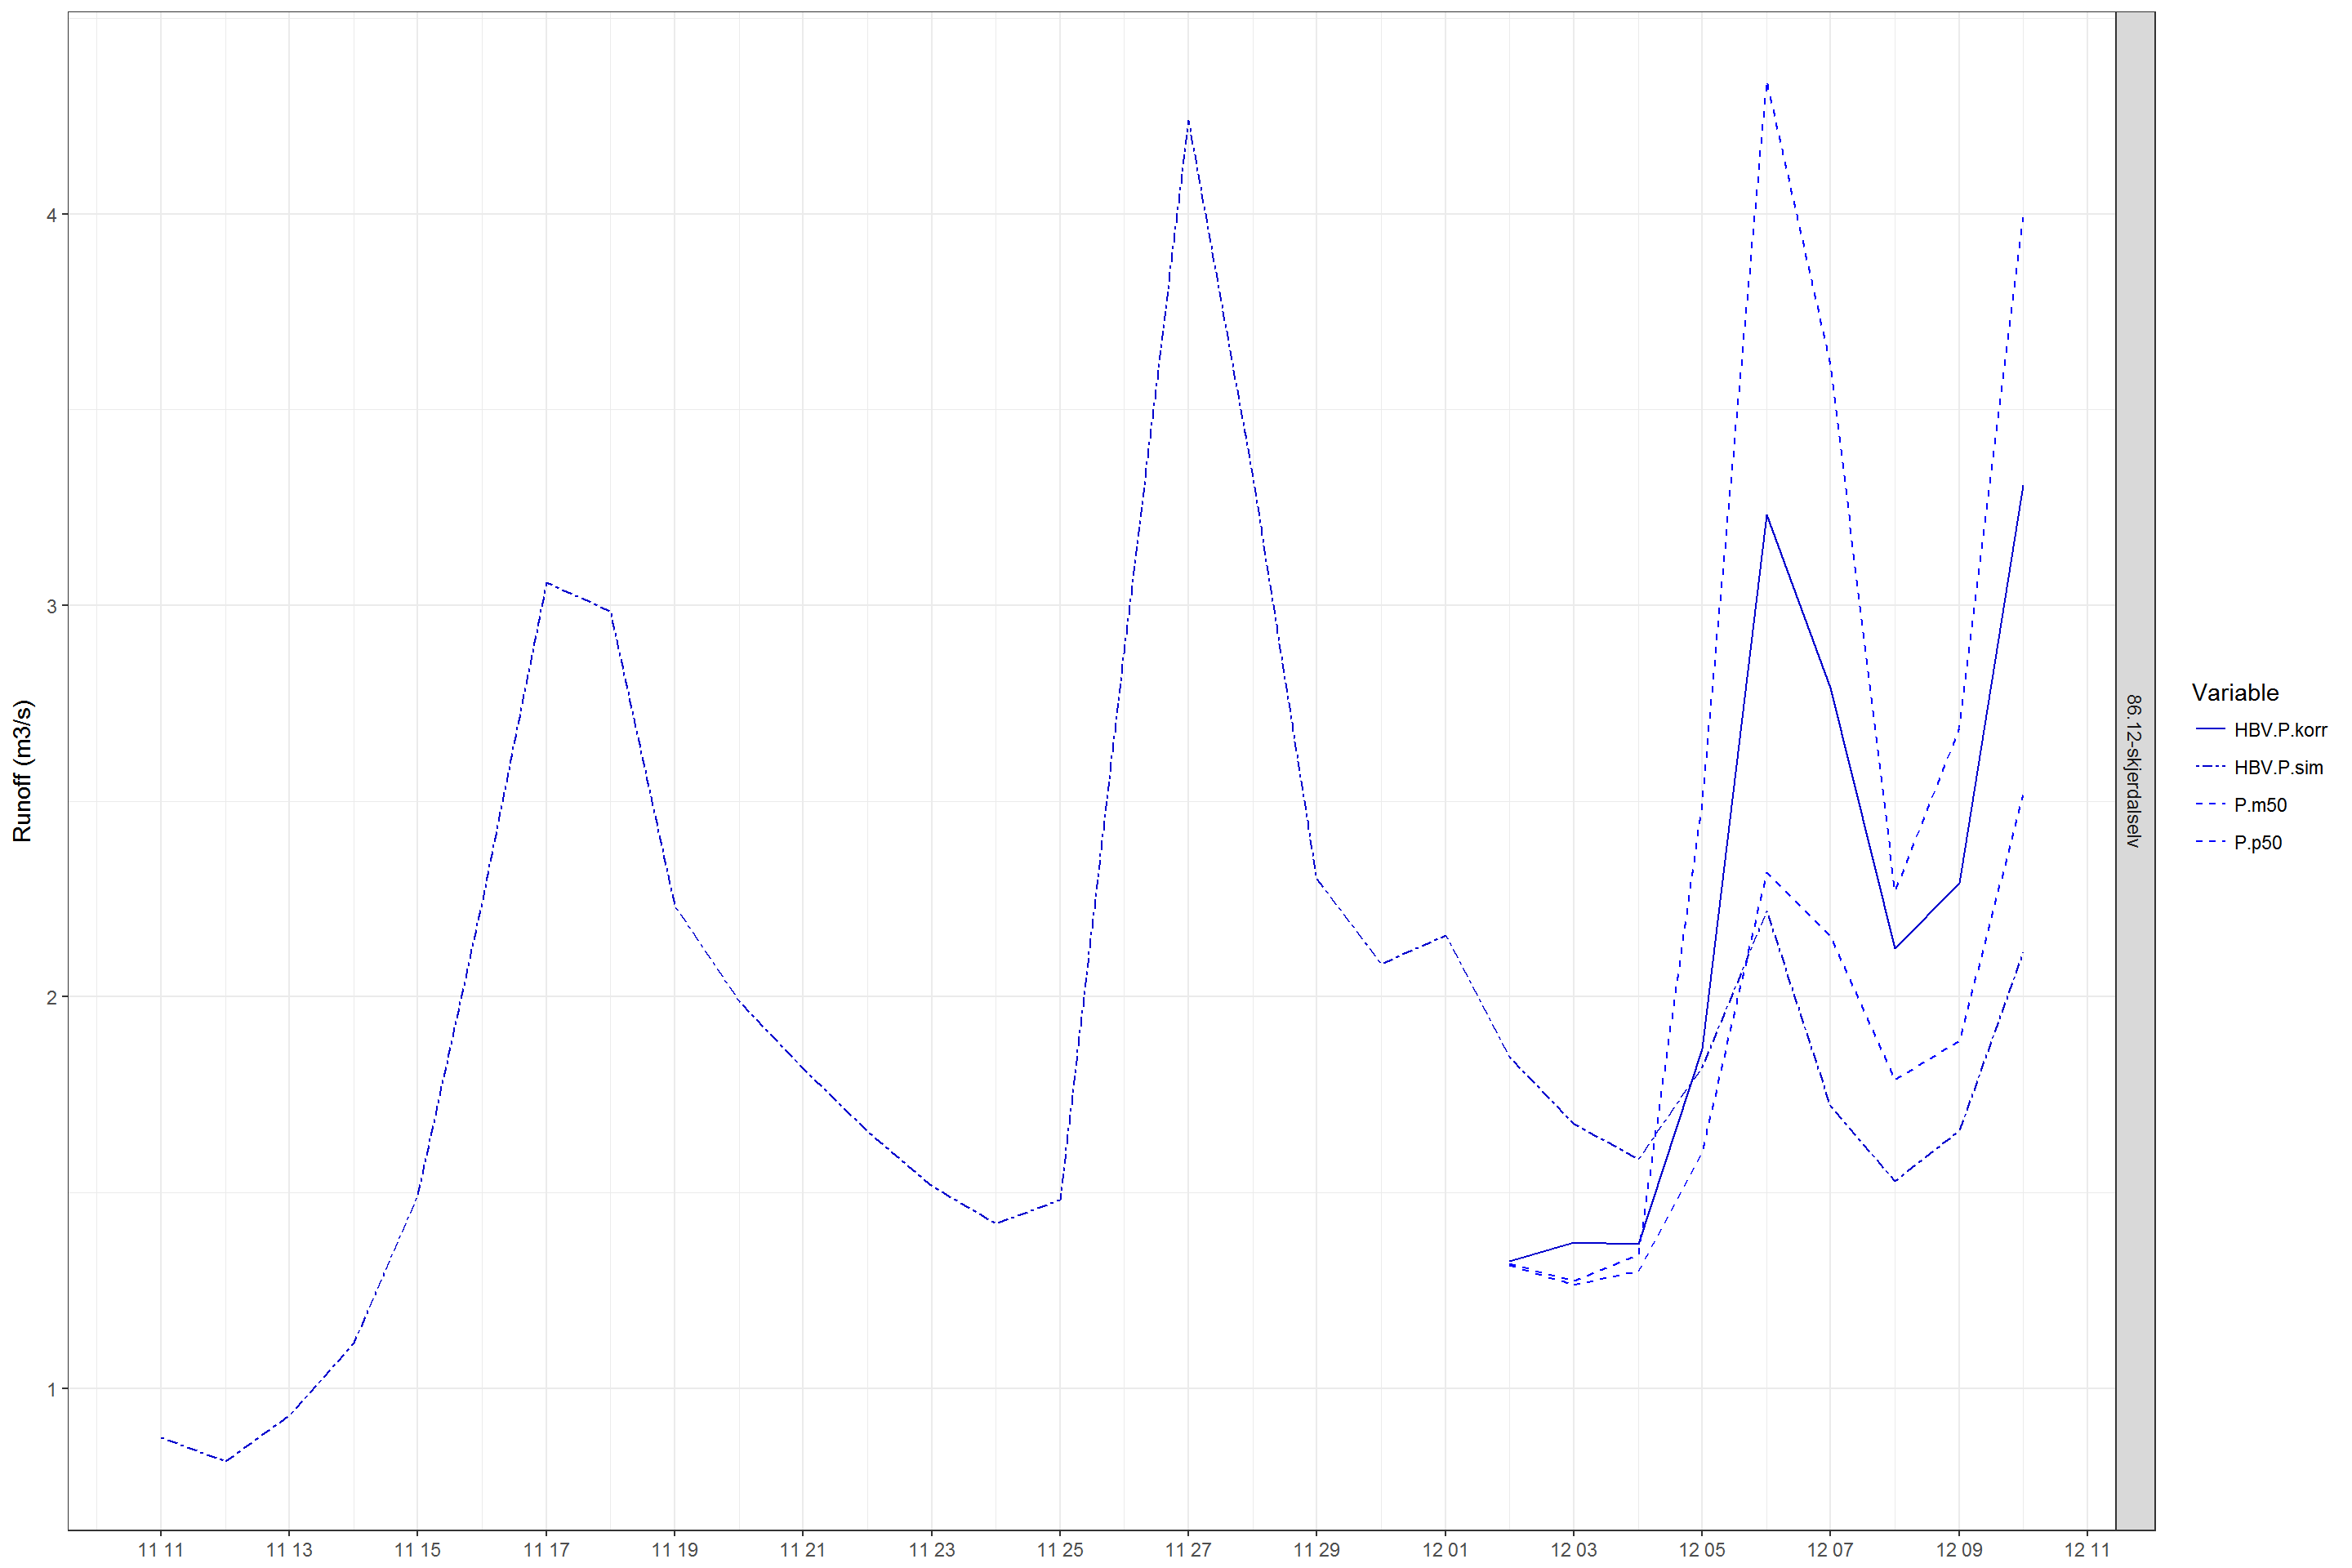 Runoff (m3/s)
4
3
2
1
11 11
11 13
11 15
11 17
11 19
11 21
11 23
11 25
11 27
11 29
12 01
12 03
12 05
12 07
12 09
12 11
86.12-skjerdalselv
Variable
HBV.P.korr
HBV.P.sim
P.m50
P.p50